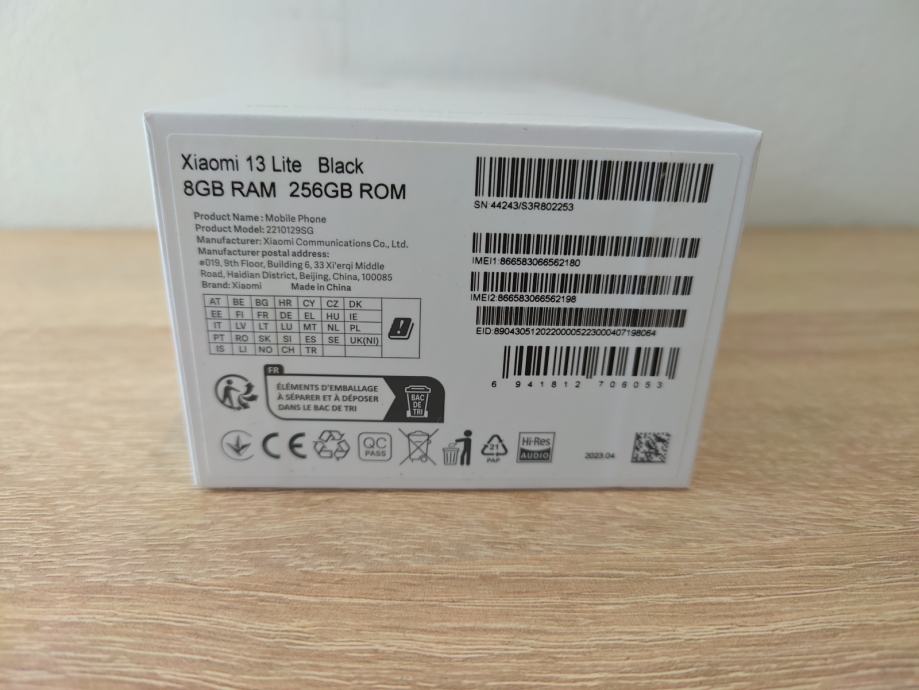 Xiaomi 13 Lite Black
8GB RAM 256GB ROM
Product Name: Mobile Phone
Product Model: 2210129SG
Manufacturer: Xiaomi Communications Co., Ltd.
Manufacturer postal address:
#019, 9th Floor, Building 6, 33 Xi'erqi Middle
Road, Haidian District, Beijing, China, 100085
Brand: Xiaomi Made in China
AT BE BG HR CY CZ DK
EE FI FR DE EL HU IE
IT LV LT LU MT NL PL
PT RO SK SI ES SE UK(NI)
IS LI NO CH TR
FR
ÉLÉMENTS D'EMBALLAGE
À SÉPARER ET À DÉPOSER
DANS LE BAC DE TRI
BAC
DE
TRI
SN 44243/S3R802253
IMEI1:866583066562180
IMEI2:866583066562198
EID:89043051202200005223000407198064
6 941812 706053
CE
QC
PASS
21
PAP
Hi-Res
AUDIO
2023.04